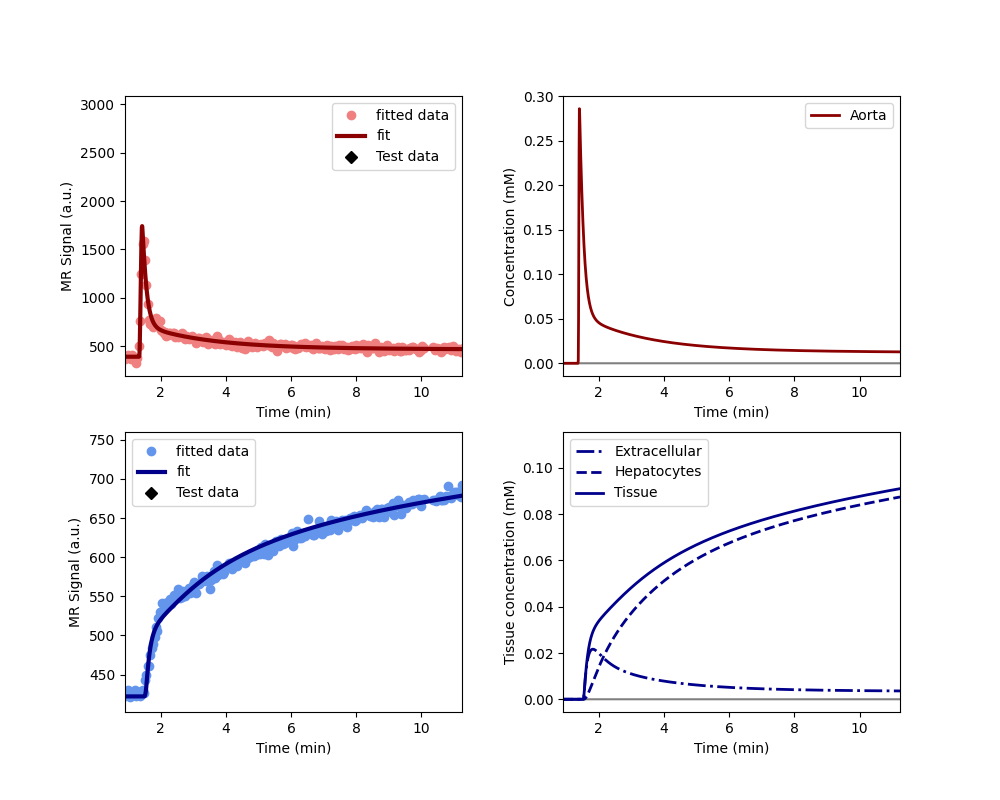 3000
2500
2000
1500
1000
500
MR Signal (a.u.)
fitted data
fit
Test data
2 4 6 8 10
Time (min)
0.30
0.25
0.20
0.15
0.10
0.05
0.00
Concentration (mM)
Aorta
2 4 6 8 10
Time (min)
750
700
650
600
550
500
450
MR Signal (a.u.)
fitted data
fit
Test data
2 4 6 8 10
Time (min)
0.10
0.08
0.06
0.04
0.02
0.00
Tissue concentration (mM)
Extracellular
Hepatocytes
Tissue
2 4 6 8 10
Time (min)